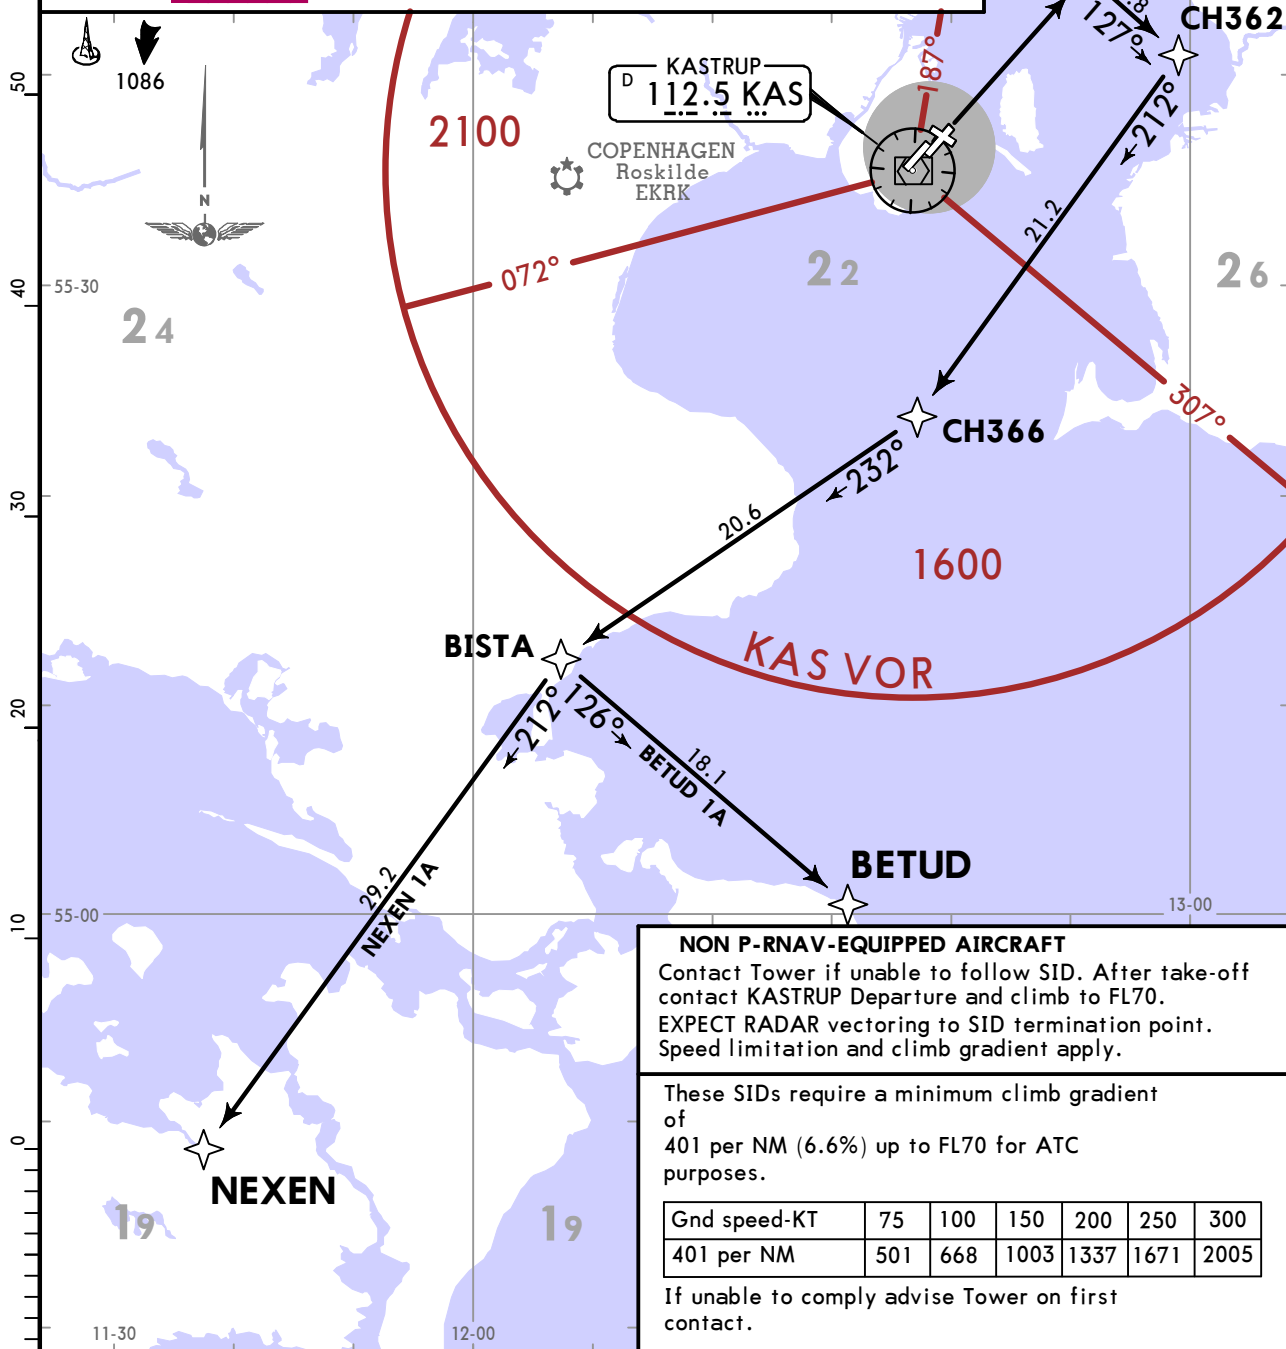 .8
CH362
127°
50
1086
KASTRUP
D 112.5 KAS
187°
2100
212°
COPENHAGEN
Roskilde
EKRK
N
21.2
072°
22
26
40
55-30
24
307°
CH366
232°
30
20.6
1600
BISTA
KAS VOR
212°
126°
20
18.1
BETUD 1A
29.2
NEXEN 1A
BETUD
10
55-00
13-00
NON P-RNAV-EQUIPPED AIRCRAFT
Contact Tower if unable to follow SID. After take-off
contact KASTRUP Departure and climb to FL70.
EXPECT RADAR vectoring to SID termination point.
Speed limitation and climb gradient apply.
These SIDs require a minimum climb gradient
of
401 per NM (6.6%) up to FL70 for ATC
purposes.
Gnd speed-KT 75 100 150 200 250 300
401 per NM 501 668 1003 1337 1671 2005
If unable to comply advise Tower on first
contact.
0
NEXEN
19
19
11-30
12-00